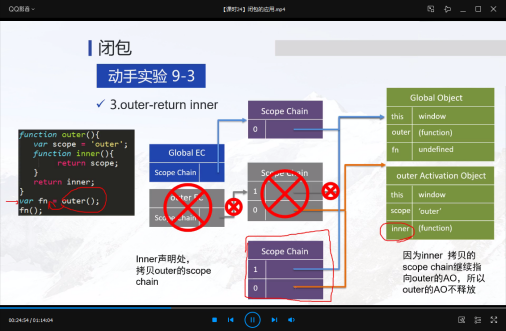 QQ影音
【课时24】闭包的应用.mp4
闭包
动手实验 9-3
✓ 3.outer-return inner
function outer(){
var scope = 'outer';
function inner(){
return scope;
}
return inner;
}
var fn = outer();
fn();
Global EC
Scope Chain
outer EC
Scope Chain
Scope Chain
0
Scope Chain
1
0
Scope Chain
1
0
Global Object
this window
outer (function)
fn undefined
outer Activation Object
this window
scope 'outer'
inner (function)
Inner声明处，
拷贝outer的scope
chain
因为inner 拷贝的
scope chain继续指
向outer的AO，所以
outer的AO不释放
00:24:54 / 01:14:04